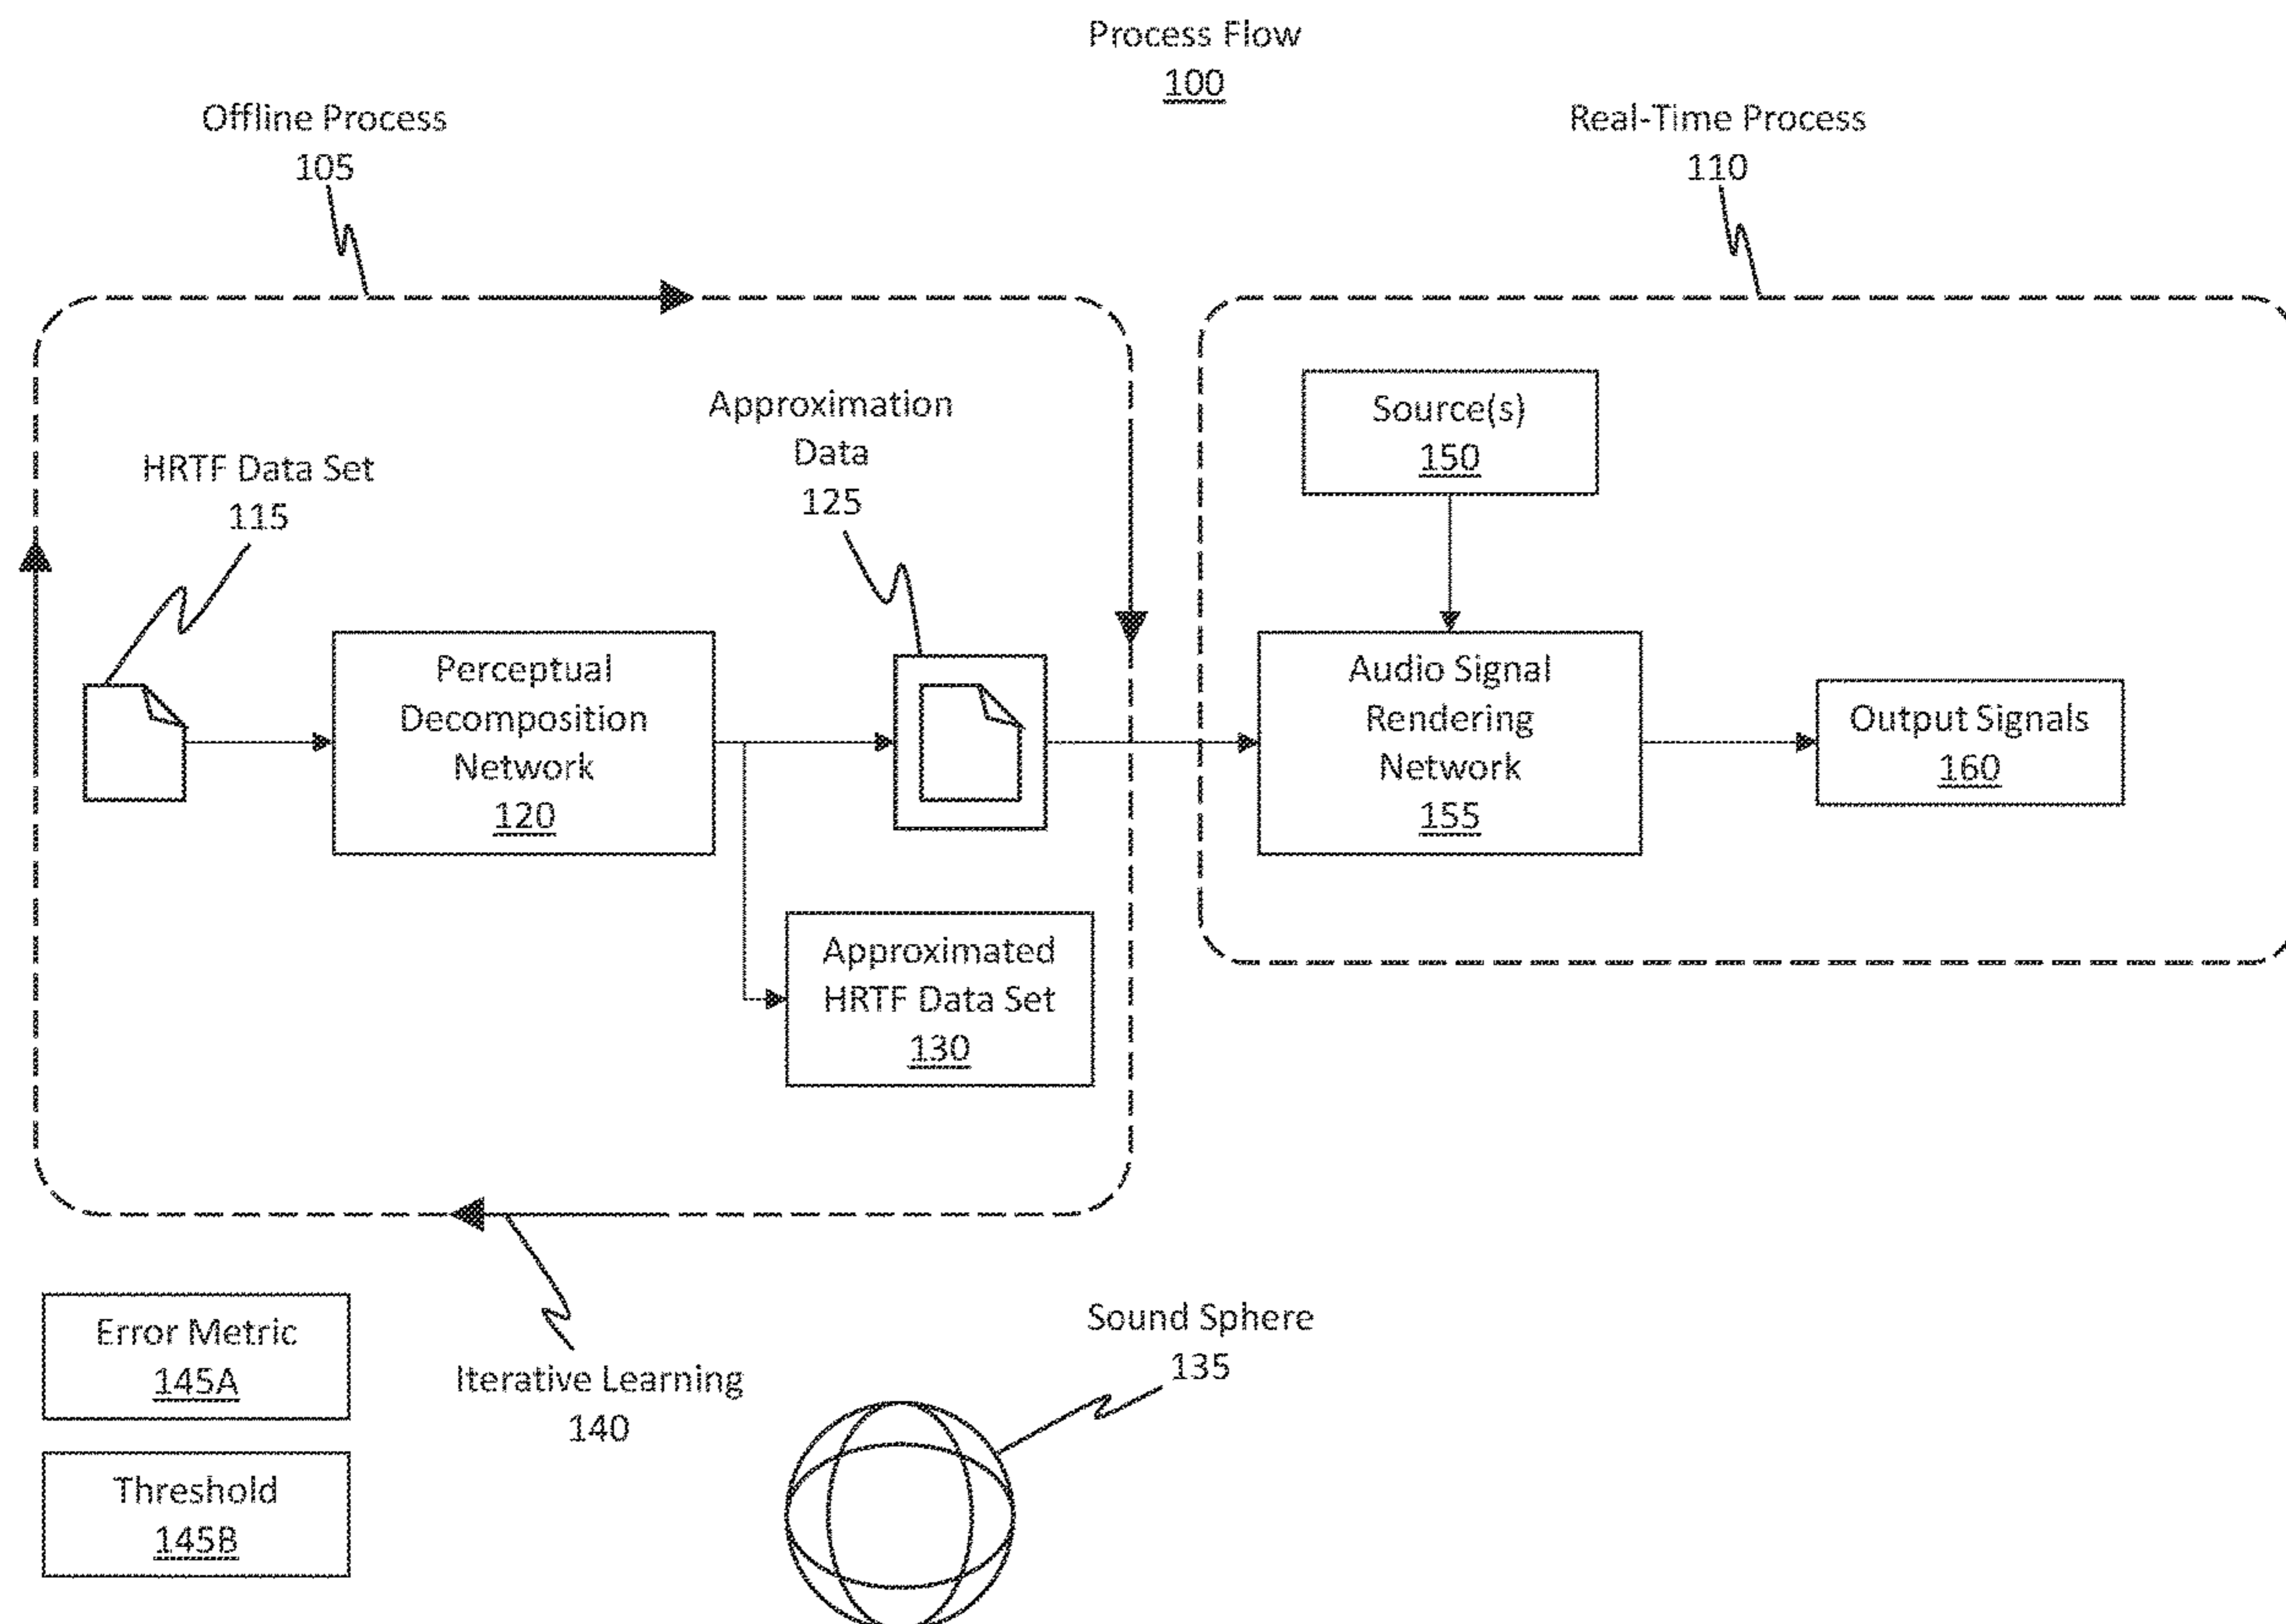 Process Flow
100
Offline Process
105
Real-Time Process
110
HRTF Data Set
115
Perceptual
Decomposition
Network
120
Approximation
Data
125
Approximated
HRTF Data Set
130
Source(s)
150
Audio Signal
Rendering
Network
155
Output Signals
160
Error Metric
145A
Threshold
145B
Iterative Learning
140
Sound Sphere
135